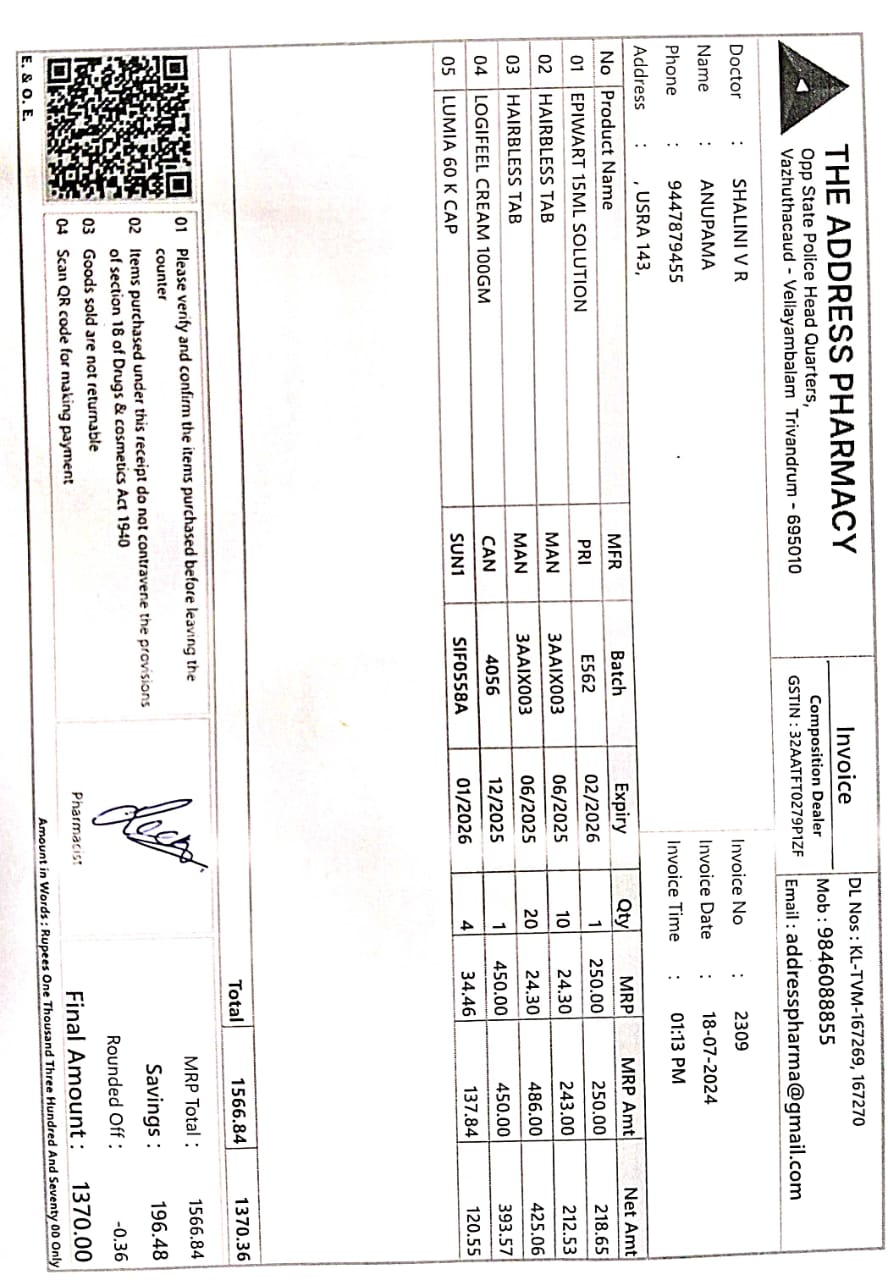 THE ADDRESS PHARMACY
Opp State Police Head Quarters,
Vazhuthacaud - Vellayambalam Trivandrum - 695010
Invoice
Composition Dealer
GSTIN : 32AATFT0279P1ZF
DL Nos : KL-TVM-167269, 167270
Mob : 9846088855
Email : addresspharma@gmail.com
Doctor : SHALINI V R
Name : ANUPAMA
Phone : 9447879455
Address : , USRA 143,
Invoice No : 2309
Invoice Date : 18-07-2024
Invoice Time : 01:13 PM
No Product Name MFR Batch Expiry Qty MRP MRP Amt Net Amt
01 EPIWART 15ML SOLUTION PRI E562 02/2026 1 250.00 250.00 218.65
02 HAIRBLESS TAB MAN 3AAIX003 06/2025 10 24.30 243.00 212.53
03 HAIRBLESS TAB MAN 3AAIX003 06/2025 20 24.30 486.00 425.06
04 LOGIFEEL CREAM 100GM CAN 4056 12/2025 1 450.00 450.00 393.57
05 LUMIA 60 K CAP SUN1 SIF0558A 01/2026 4 34.46 137.84 120.55
Total 1566.84 1370.36
01 Please verify and confirm the items purchased before leaving the
counter
02 Items purchased under this receipt do not contravene the provisions
of section 18 of Drugs & cosmetics Act 1940
03 Goods sold are not returnable
04 Scan QR code for making payment
E. & O. E.
Pharmacist
MRP Total : 1566.84
Savings : 196.48
Rounded Off : -0.36
Final Amount : 1370.00
Amount in Words : Rupees One Thousand Three Hundred And Seventy 00 Only